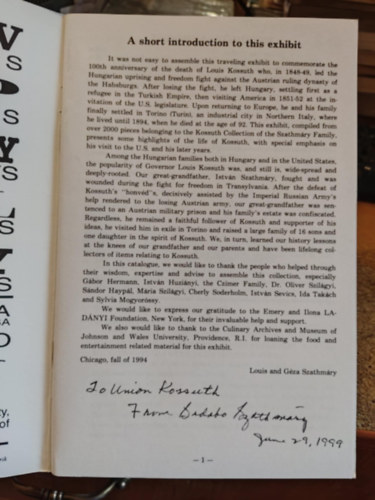 V
S
P
S
Y
S
L
Y
S
A
D
ty,
of
A short introduction to this exhibit
It was not easy to assemble this traveling exhibit to commemorate the
100th anniversary of the death of Louis Kossuth who, in 1848-49, led the
Hungarian uprising and freedom fight against the Austrian ruling dynasty of
the Habsburgs. After losing the fight, he left Hungary, settling first as a
refugee in the Turkish Empire, then visiting America in 1851-52 at the in-
vitation of the U.S. legislature. Upon returning to Europe, he and his family
finally settled in Torino (Turin), an industrial city in Northern Italy, where
he lived until 1894, when he died at the age of 92. This exhibit, compiled from
over 2000 pieces belonging to the Kossuth Collection of the Szathmáry Family,
presents some highlights of the life of Kossuth, with special emphasis on
his visit to the U.S. and his later years.
Among the Hungarian families both in Hungary and in the United States,
the popularity of Governor Louis Kossuth was, and still is, wide-spread and
deeply-rooted. Our great-grandfather, István Szathmáry, fought and was
wounded during the fight for freedom in Transylvania. After the defeat of
Kossuth's "honvéd"s, decisively assisted by the Imperial Russian Army's
help rendered to the losing Austrian army, our great-grandfather was sen-
tenced to an Austrian military prison and his family's estate was confiscated.
Regardless, he remained a faithful follower of Kossuth and supporter of his
ideas, he visited him in exile in Torino and raised a large family of 16 sons and
one daughter in the spirit of Kossuth. We, in turn, learned our history lessons
at the knees of our grandfather and our parents and have been lifelong col-
lectors of items relating to Kossuth.
In this catalogue, we would like to thank the people who helped through
their wisdom, expertise and advise to assemble this collection, especially
Gábor Hermann, István Huziányi, the Czimer Family, Dr. Oliver Szilágyi,
Sándor Haypál, Mária Szilágyi, Cherly Soderholm, István Sevics, Ida Takách
and Sylvia Mogyoróssy.
We would like to express our gratitude to the Emery and Ilona LA-
DÁNYI Foundation, New York, for their invaluable help and support.
We also would like to thank to the Culinary Archives and Museum of
Johnson and Wales University, Providence, R.I. for loaning the food and
entertainment related material for this exhibit.
Chicago, fall of 1994
Louis and Géza Szathmáry
To Union Kossuth
From Sadako Szathmáry
June 29, 1999
— 1 —